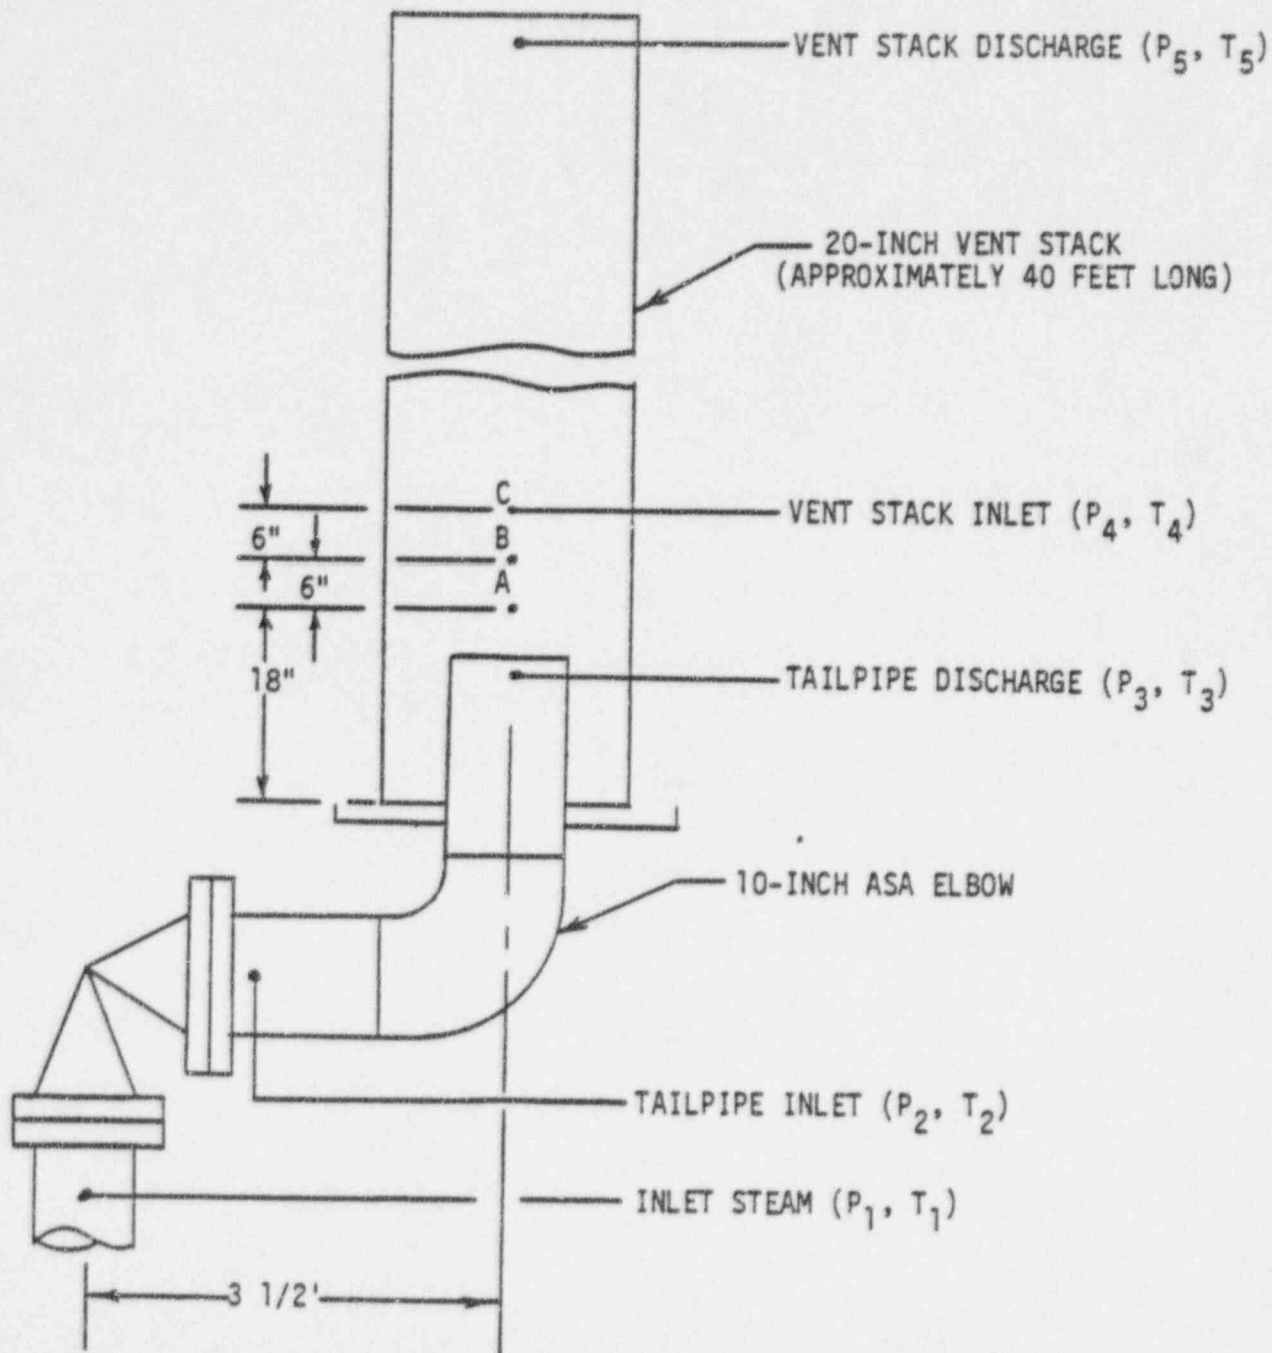 VENT STACK DISCHARGE (P5, T5)
20-INCH VENT STACK
(APPROXIMATELY 40 FEET LONG)
C
VENT STACK INLET (P4, T4)
6"
B
6"
A
18"
TAILPIPE DISCHARGE (P3, T3)
10-INCH ASA ELBOW
TAILPIPE INLET (P2, T2)
INLET STEAM (P1, T1)
3 1/2'